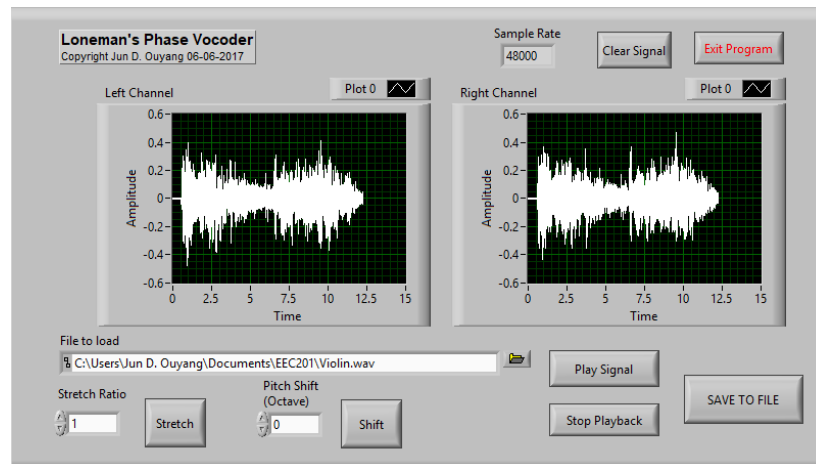 Loneman's Phase Vocoder
Copyright Jun D. Ouyang 06-06-2017
Sample Rate
48000
Clear Signal
Exit Program
Left Channel
Plot 0
0.6
0.4
0.2
0
-0.2
-0.4
-0.6
Amplitude
0 2.5 5 7.5 10 12.5 15
Time
Right Channel
Plot 0
0.6
0.4
0.2
0
-0.2
-0.4
-0.6
Amplitude
0 2.5 5 7.5 10 12.5 15
Time
File to load
C:\Users\Jun D. Ouyang\Documents\EEC201\Violin.wav
Stretch Ratio
1
Stretch
Pitch Shift
(Octave)
0
Shift
Play Signal
Stop Playback
SAVE TO FILE